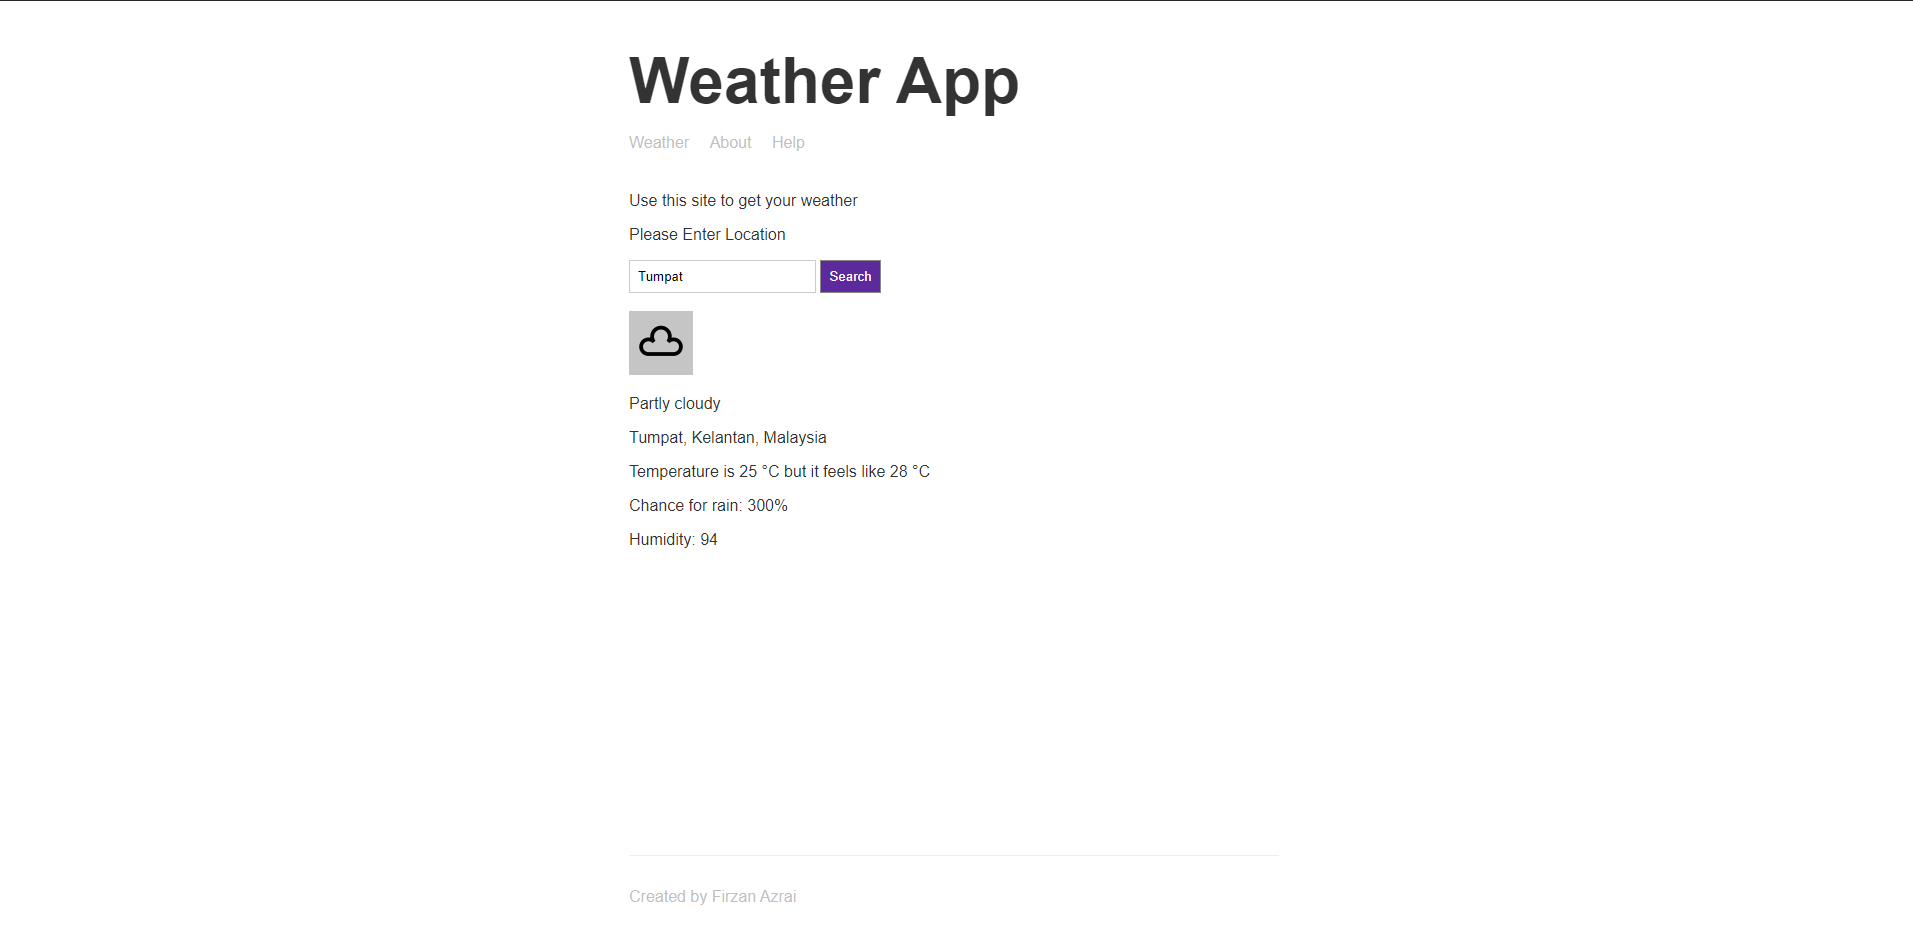 Weather App
Weather About Help
Use this site to get your weather
Please Enter Location
Tumpat Search
Partly cloudy
Tumpat, Kelantan, Malaysia
Temperature is 25 °C but it feels like 28 °C
Chance for rain: 300%
Humidity: 94
Created by Firzan Azrai